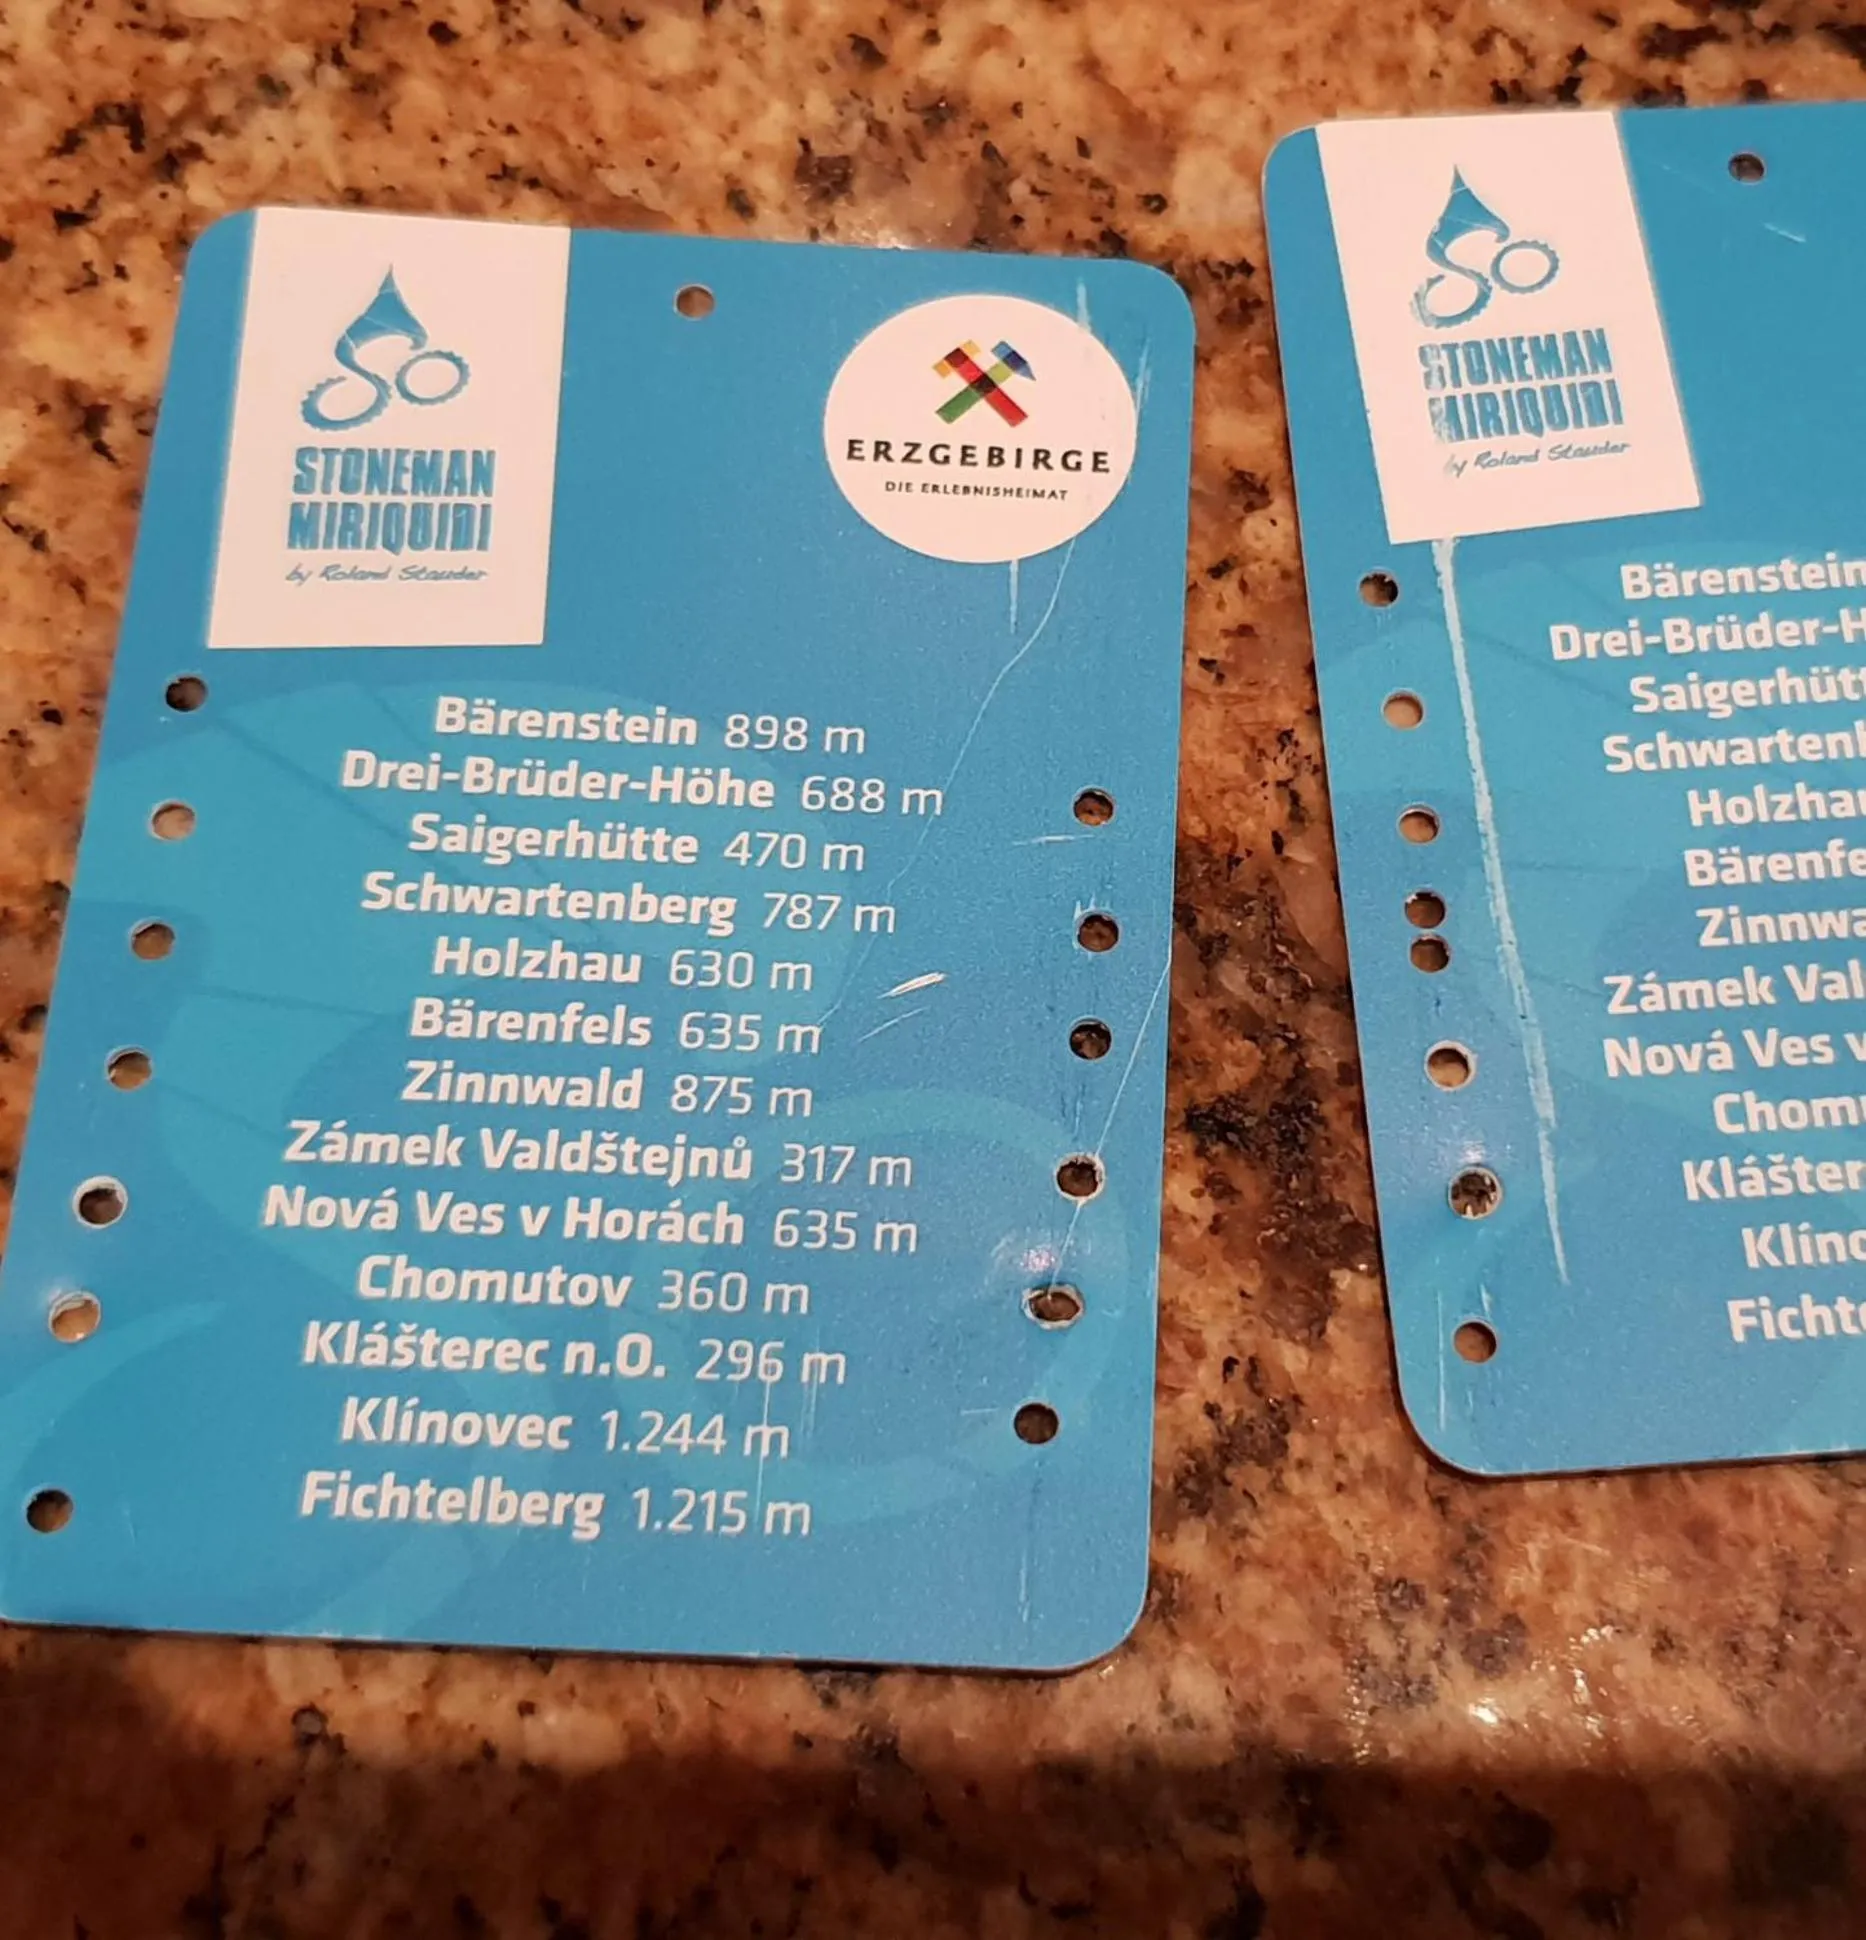 STONEMAN
MIRIQUIDI
by Roland Stauder
ERZGEBIRGE
DIE ERLEBNISHEIMAT
Bärenstein 898 m
Drei-Brüder-Höhe 688 m
Saigerhütte 470 m
Schwartenberg 787 m
Holzhau 630 m
Bärenfels 635 m
Zinnwald 875 m
Zámek Valdštejnů 317 m
Nová Ves v Horách 635 m
Chomutov 360 m
Klášterec n.O. 296 m
Klínovec 1.244 m
Fichtelberg 1.215 m
STONEMAN
MIRIQUIDI
by Roland Stauder
Bärenstein
Drei-Brüder-H
Saigerhütt
Schwartenb
Holzhau
Bärenfe
Zinnwa
Zámek Val
Nová Ves v
Chomu
Klášter
Klíno
Fichte